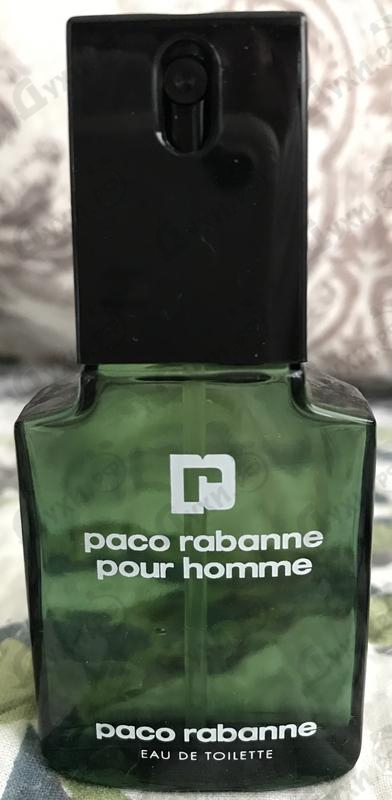 paco rabanne
pour homme
paco rabanne
EAU DE TOILETTE